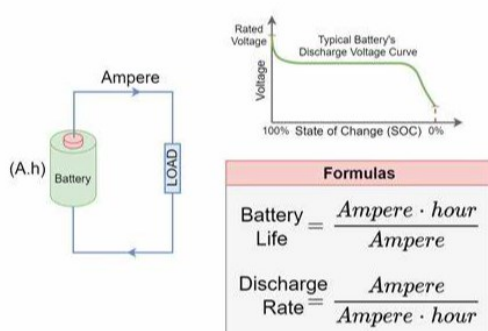 Ampere
(A.h)
Battery
LOAD
Rated
Voltage
Typical Battery's
Discharge Voltage Curve
Voltage
100% State of Change (SOC) 0%
Formulas
Battery
Life
=
Ampere · hour
Ampere
Discharge
Rate
=
Ampere
Ampere · hour